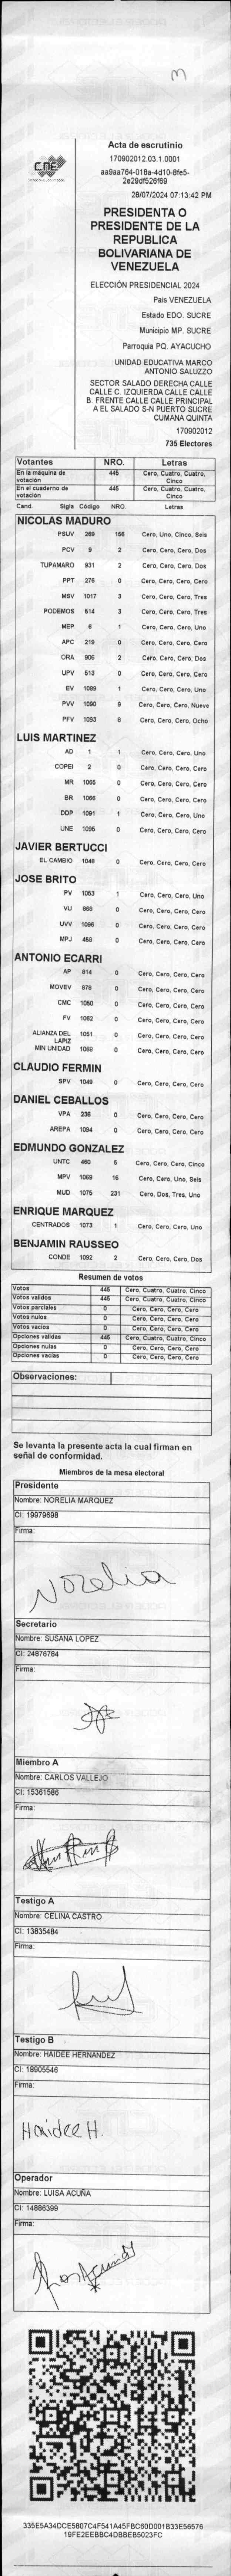 m
Acta de escrutinio
170902012.03.1.0001
aa9aa764-018a-4d10-8fe5-
2e29df526f69
28/07/2024 07:13:42 PM
CNE
PRESIDENTA O
PRESIDENTE DE LA
REPUBLICA
BOLIVARIANA DE
VENEZUELA
ELECCIÓN PRESIDENCIAL 2024
País VENEZUELA
Estado EDO. SUCRE
Municipio MP. SUCRE
Parroquia PQ. AYACUCHO
UNIDAD EDUCATIVA MARCO
ANTONIO SALUZZO
SECTOR SALADO DERECHA CALLE
CALLE C. IZQUIERDA CALLE CALLE
B. FRENTE CALLE CALLE PRINCIPAL
A EL SALADO S-N PUERTO SUCRE
CUMANA QUINTA
170902012
735 Electores
Votantes NRO. Letras
En la máquina de votación 445 Cero, Cuatro, Cuatro, Cinco
En el cuaderno de votación 445 Cero, Cuatro, Cuatro, Cinco
Cand. Sigla Código NRO. Letras
NICOLAS MADURO
PSUV 269 156 Cero, Uno, Cinco, Seis
PCV 9 2 Cero, Cero, Cero, Dos
TUPAMARO 931 2 Cero, Cero, Cero, Dos
PPT 276 0 Cero, Cero, Cero, Cero
MSV 1017 3 Cero, Cero, Cero, Tres
PODEMOS 514 3 Cero, Cero, Cero, Tres
MEP 6 1 Cero, Cero, Cero, Uno
APC 219 0 Cero, Cero, Cero, Cero
ORA 906 2 Cero, Cero, Cero, Dos
UPV 513 0 Cero, Cero, Cero, Cero
EV 1089 1 Cero, Cero, Cero, Uno
PVV 1090 9 Cero, Cero, Cero, Nueve
PFV 1093 8 Cero, Cero, Cero, Ocho
LUIS MARTINEZ
AD 1 1 Cero, Cero, Cero, Uno
COPEI 2 0 Cero, Cero, Cero, Cero
MR 1065 0 Cero, Cero, Cero, Cero
BR 1066 0 Cero, Cero, Cero, Cero
DDP 1091 1 Cero, Cero, Cero, Uno
UNE 1095 0 Cero, Cero, Cero, Cero
JAVIER BERTUCCI
EL CAMBIO 1046 0 Cero, Cero, Cero, Cero
JOSE BRITO
PV 1053 1 Cero, Cero, Cero, Uno
VU 868 0 Cero, Cero, Cero, Cero
UVV 1096 0 Cero, Cero, Cero, Cero
MPJ 458 0 Cero, Cero, Cero, Cero
ANTONIO ECARRI
AP 814 0 Cero, Cero, Cero, Cero
MOVEV 878 0 Cero, Cero, Cero, Cero
CMC 1050 0 Cero, Cero, Cero, Cero
FV 1082 0 Cero, Cero, Cero, Cero
ALIANZA DEL LAPIZ 1051 0 Cero, Cero, Cero, Cero
MIN UNIDAD 1068 0 Cero, Cero, Cero, Cero
CLAUDIO FERMIN
SPV 1049 0 Cero, Cero, Cero, Cero
DANIEL CEBALLOS
VPA 236 0 Cero, Cero, Cero, Cero
AREPA 1094 0 Cero, Cero, Cero, Cero
EDMUNDO GONZALEZ
UNTC 460 5 Cero, Cero, Cero, Cinco
MPV 1069 16 Cero, Cero, Uno, Seis
MUD 1075 231 Cero, Dos, Tres, Uno
ENRIQUE MARQUEZ
CENTRADOS 1073 1 Cero, Cero, Cero, Uno
BENJAMIN RAUSSEO
CONDE 1092 2 Cero, Cero, Cero, Dos
Resumen de votos
Votos 445 Cero, Cuatro, Cuatro, Cinco
Votos validos 445 Cero, Cuatro, Cuatro, Cinco
Votos parciales 0 Cero, Cero, Cero, Cero
Votos nulos 0 Cero, Cero, Cero, Cero
Votos vacios 0 Cero, Cero, Cero, Cero
Opciones validas 445 Cero, Cuatro, Cuatro, Cinco
Opciones nulas 0 Cero, Cero, Cero, Cero
Opciones vacias 0 Cero, Cero, Cero, Cero
Observaciones:
Se levanta la presente acta la cual firman en
señal de conformidad.
Miembros de la mesa electoral
Presidente
Nombre: NORELIA MARQUEZ
CI: 19979698
Firma:
Norelia
Secretario
Nombre: SUSANA LOPEZ
CI: 24876784
Firma:
Miembro A
Nombre: CARLOS VALLEJO
CI: 15361586
Firma:
Testigo A
Nombre: CELINA CASTRO
CI: 13835484
Firma:
Testigo B
Nombre: HAIDEE HERNANDEZ
CI: 18905546
Firma:
Haidee H.
Operador
Nombre: LUISA ACUÑA
CI: 14886399
Firma:
335E5A34DCE5807C4F541A45FBC60D001B33E56576
19FE2EEBBC4DBBEB5023FC